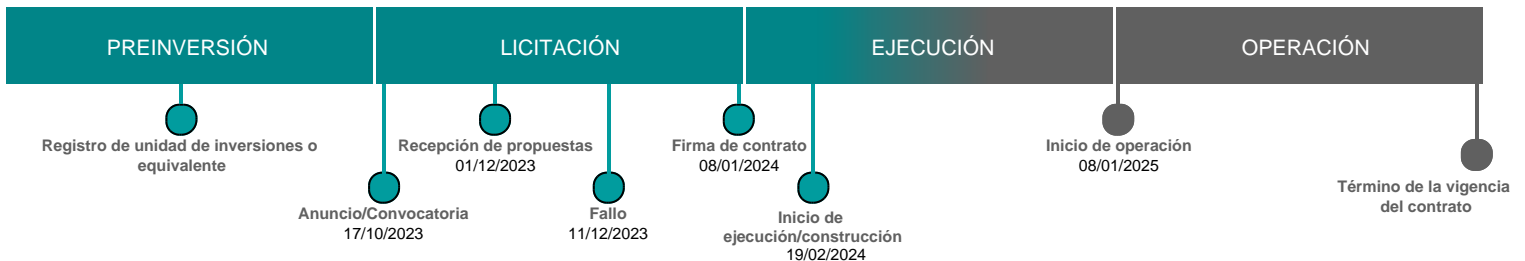 PREINVERSIÓN
LICITACIÓN
EJECUCIÓN
OPERACIÓN
Registro de unidad de inversiones o
equivalente
Anuncio/Convocatoria
17/10/2023
Recepción de propuestas
01/12/2023
Fallo
11/12/2023
Firma de contrato
08/01/2024
Inicio de
ejecución/construcción
19/02/2024
Inicio de operación
08/01/2025
Término de la vigencia
del contrato